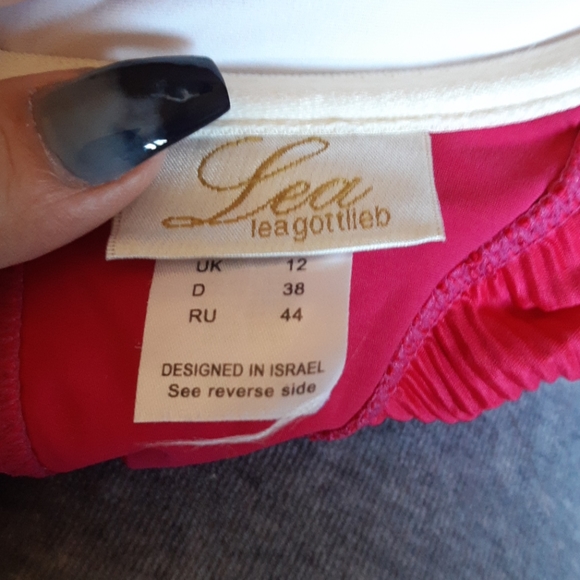 Lea
leagottlieb
UK 12
D 38
RU 44
DESIGNED IN ISRAEL
See reverse side